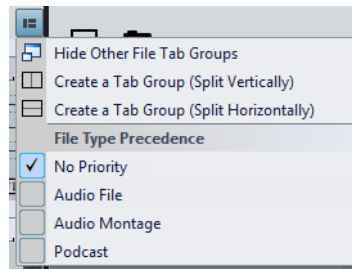 Hide Other File Tab Groups
Create a Tab Group (Split Vertically)
Create a Tab Group (Split Horizontally)
File Type Precedence
No Priority
Audio File
Audio Montage
Podcast